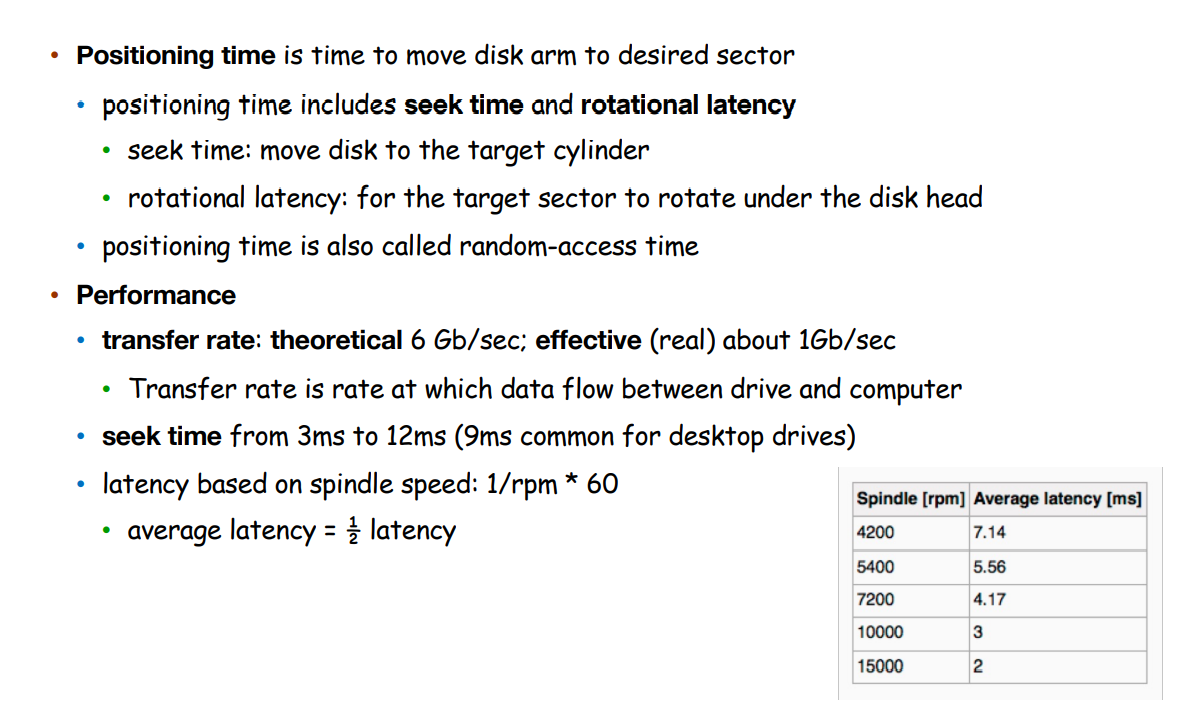 • Positioning time is time to move disk arm to desired sector
• positioning time includes seek time and rotational latency
• seek time: move disk to the target cylinder
• rotational latency: for the target sector to rotate under the disk head
• positioning time is also called random-access time
• Performance
• transfer rate: theoretical 6 Gb/sec; effective (real) about 1Gb/sec
• Transfer rate is rate at which data flow between drive and computer
• seek time from 3ms to 12ms (9ms common for desktop drives)
• latency based on spindle speed: 1/rpm * 60
• average latency = ½ latency
Spindle [rpm] Average latency [ms]
4200 7.14
5400 5.56
7200 4.17
10000 3
15000 2